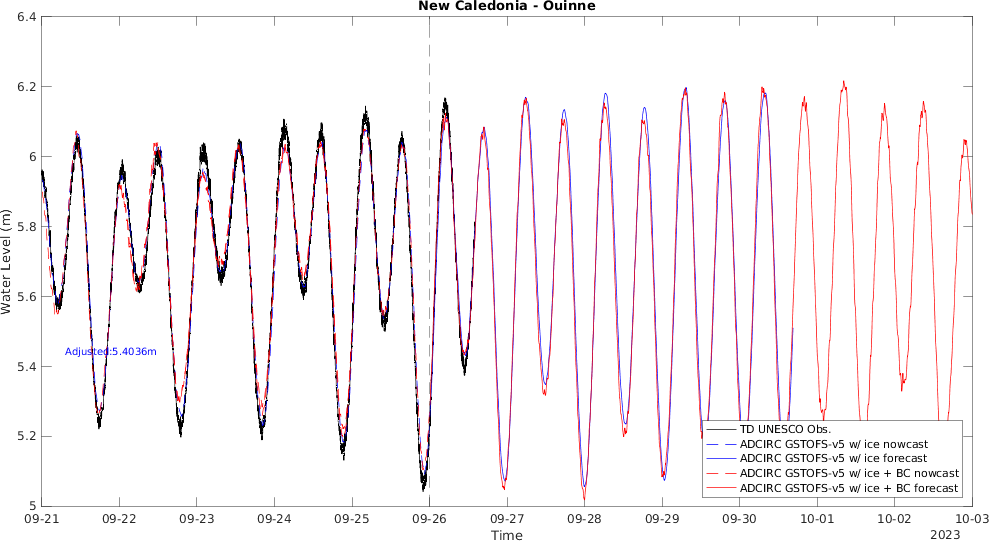 New Caledonia - Ouinne
6.4
6.2
6
5.8
5.6
5.4
5.2
5
Water Level (m)
Adjusted:5.4036m
TD UNESCO Obs.
ADCIRC GSTOFS-v5 w/ ice nowcast
ADCIRC GSTOFS-v5 w/ ice forecast
ADCIRC GSTOFS-v5 w/ ice + BC nowcast
ADCIRC GSTOFS-v5 w/ ice + BC forecast
09-21 09-22 09-23 09-24 09-25 09-26 09-27 09-28 09-29 09-30 10-01 10-02 10-03
Time
2023